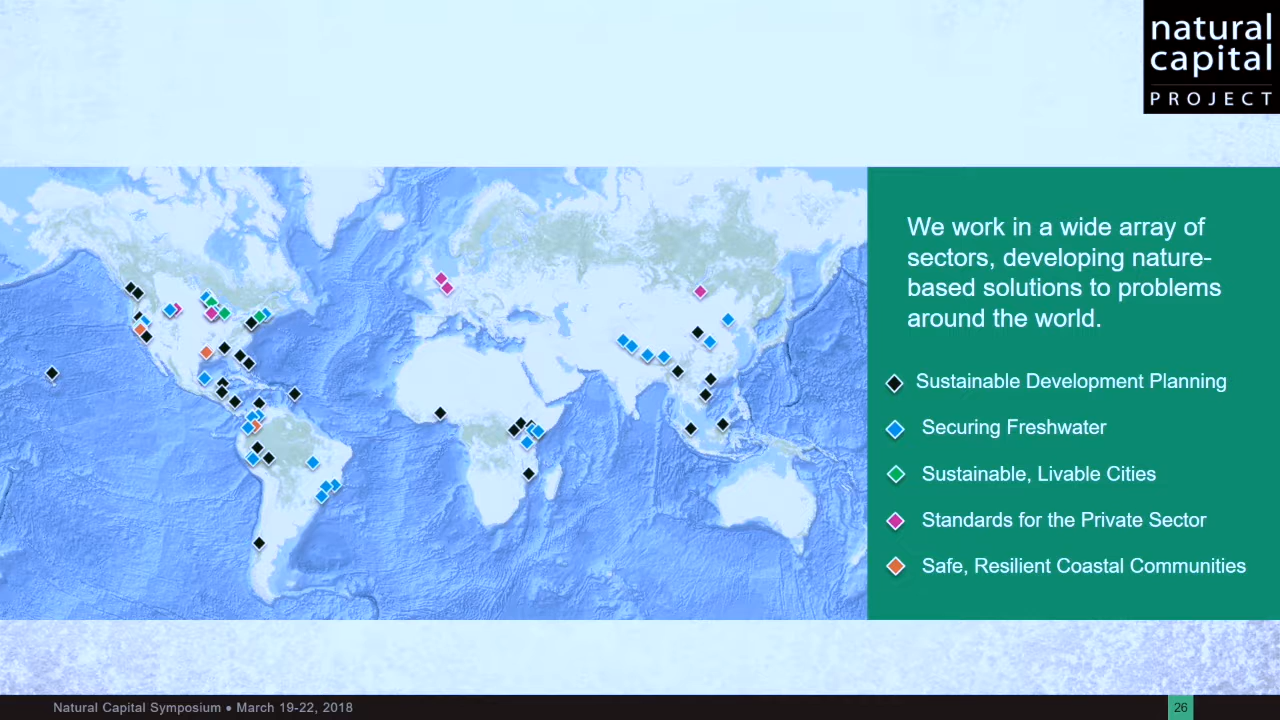 natural
capital
PROJECT
We work in a wide array of
sectors, developing nature-
based solutions to problems
around the world.
Sustainable Development Planning
Securing Freshwater
Sustainable, Livable Cities
Standards for the Private Sector
Safe, Resilient Coastal Communities
Natural Capital Symposium ● March 19-22, 2018
26